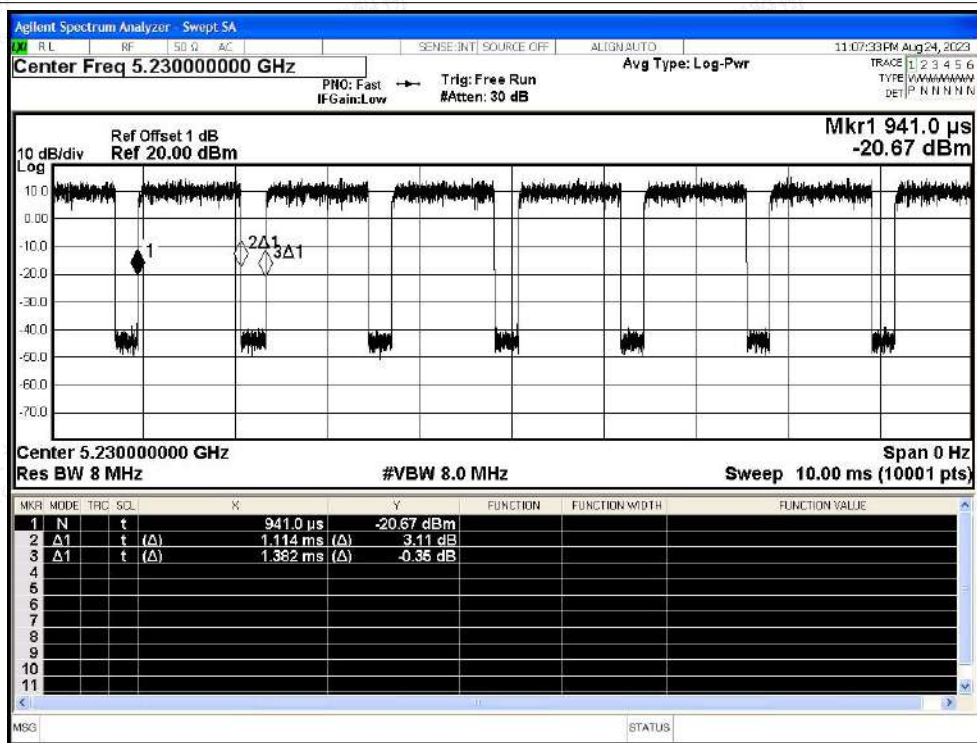 Agilent Spectrum Analyzer - Swept SA
LXI RL RF 50 Ω AC SENSE:INT SOURCE OFF ALIGNAUTO 11:07:33PM Aug 24, 2023
Center Freq 5.230000000 GHz Avg Type: Log-Pwr TRACE 1 2 3 4 5 6
PNO: Fast Trig: Free Run TYPE WWWWWW
IFGain:Low #Atten: 30 dB DET P N N N N N
Mkr1 941.0 µs
-20.67 dBm
Ref Offset 1 dB
10 dB/div Ref 20.00 dBm
Log
10.0
0.00
-10.0
-20.0
-30.0
-40.0
-50.0
-60.0
-70.0
1
2Δ1
3Δ1
Center 5.230000000 GHz Span 0 Hz
Res BW 8 MHz #VBW 8.0 MHz Sweep 10.00 ms (10001 pts)
MKR MODE TRC SCL X Y FUNCTION FUNCTION WIDTH FUNCTION VALUE
1 N t 941.0 µs -20.67 dBm
2 Δ1 t (Δ) 1.114 ms (Δ) 3.11 dB
3 Δ1 t (Δ) 1.382 ms (Δ) -0.35 dB
4
5
6
7
8
9
10
11
MSG STATUS